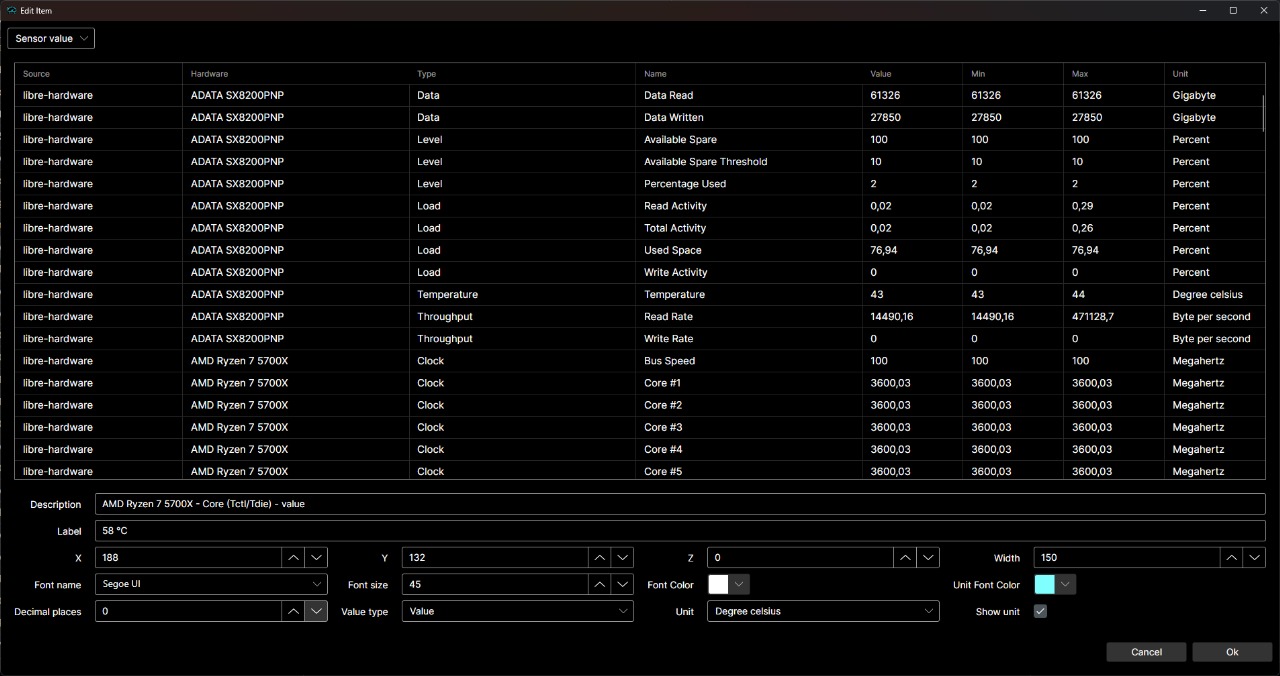 Edit Item
Sensor value
Source Hardware Type Name Value Min Max Unit
libre-hardware ADATA SX8200PNP Data Data Read 61326 61326 61326 Gigabyte
libre-hardware ADATA SX8200PNP Data Data Written 27850 27850 27850 Gigabyte
libre-hardware ADATA SX8200PNP Level Available Spare 100 100 100 Percent
libre-hardware ADATA SX8200PNP Level Available Spare Threshold 10 10 10 Percent
libre-hardware ADATA SX8200PNP Level Percentage Used 2 2 2 Percent
libre-hardware ADATA SX8200PNP Load Read Activity 0,02 0,02 0,29 Percent
libre-hardware ADATA SX8200PNP Load Total Activity 0,02 0,02 0,26 Percent
libre-hardware ADATA SX8200PNP Load Used Space 76,94 76,94 76,94 Percent
libre-hardware ADATA SX8200PNP Load Write Activity 0 0 0 Percent
libre-hardware ADATA SX8200PNP Temperature Temperature 43 43 44 Degree celsius
libre-hardware ADATA SX8200PNP Throughput Read Rate 14490,16 14490,16 471128,7 Byte per second
libre-hardware ADATA SX8200PNP Throughput Write Rate 0 0 0 Byte per second
libre-hardware AMD Ryzen 7 5700X Clock Bus Speed 100 100 100 Megahertz
libre-hardware AMD Ryzen 7 5700X Clock Core #1 3600,03 3600,03 3600,03 Megahertz
libre-hardware AMD Ryzen 7 5700X Clock Core #2 3600,03 3600,03 3600,03 Megahertz
libre-hardware AMD Ryzen 7 5700X Clock Core #3 3600,03 3600,03 3600,03 Megahertz
libre-hardware AMD Ryzen 7 5700X Clock Core #4 3600,03 3600,03 3600,03 Megahertz
libre-hardware AMD Ryzen 7 5700X Clock Core #5 3600,03 3600,03 3600,03 Megahertz
Description AMD Ryzen 7 5700X - Core (Tctl/Tdie) - value
Label 58 °C
X 188 Y 132 Z 0 Width 150
Font name Segoe UI Font size 45 Font Color Unit Font Color
Decimal places 0 Value type Value Unit Degree celsius Show unit
Cancel Ok